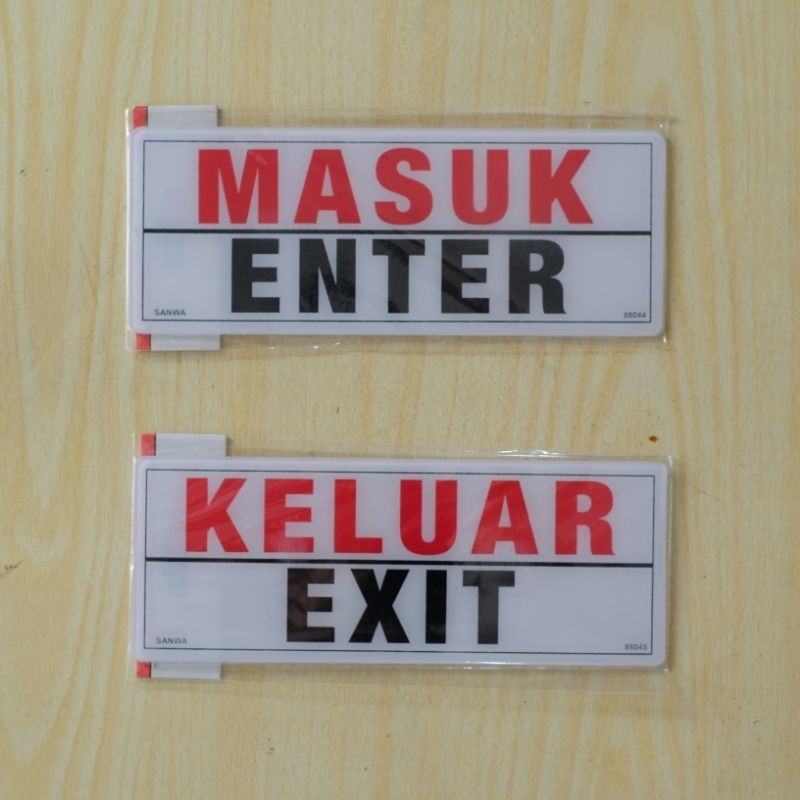 MASUK
ENTER
SANWA 88044
KELUAR
EXIT
SANWA 88045